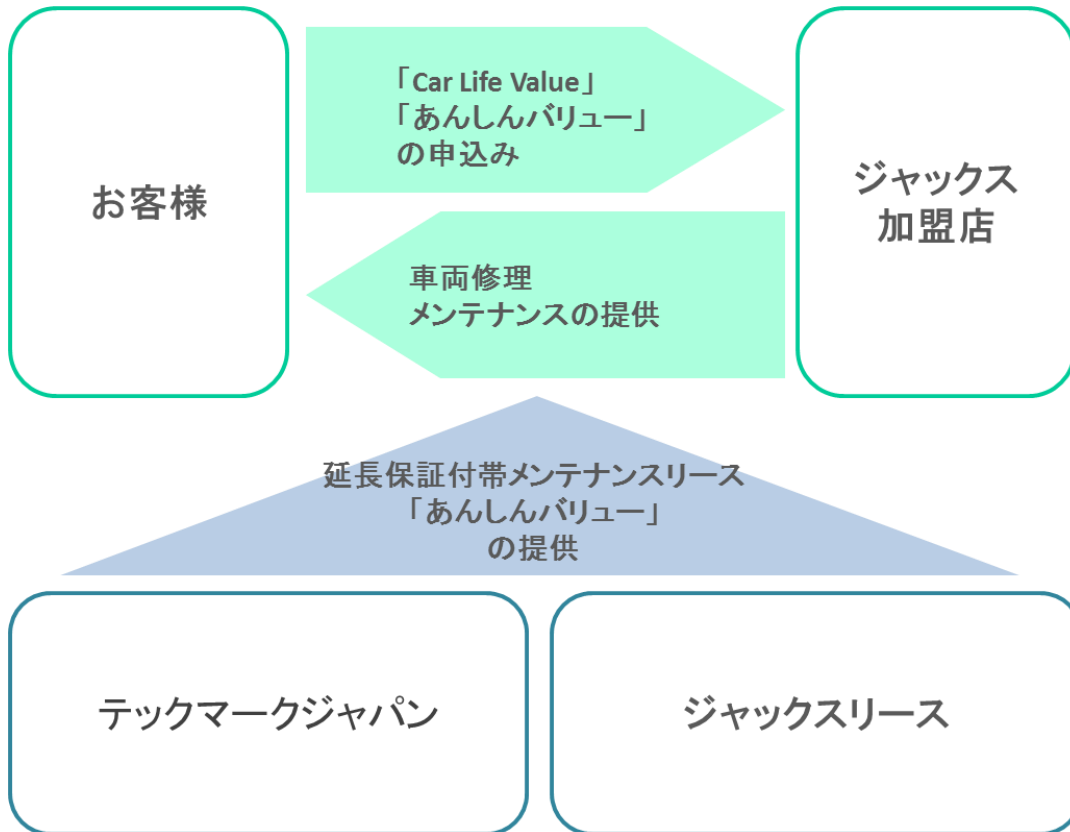 お客様
「Car Life Value」
「あんしんバリュー」
の申込み
ジャックス
加盟店
車両修理
メンテナンスの提供
延長保証付帯メンテナンスリース
「あんしんバリュー」
の提供
テックマークジャパン
ジャックスリース